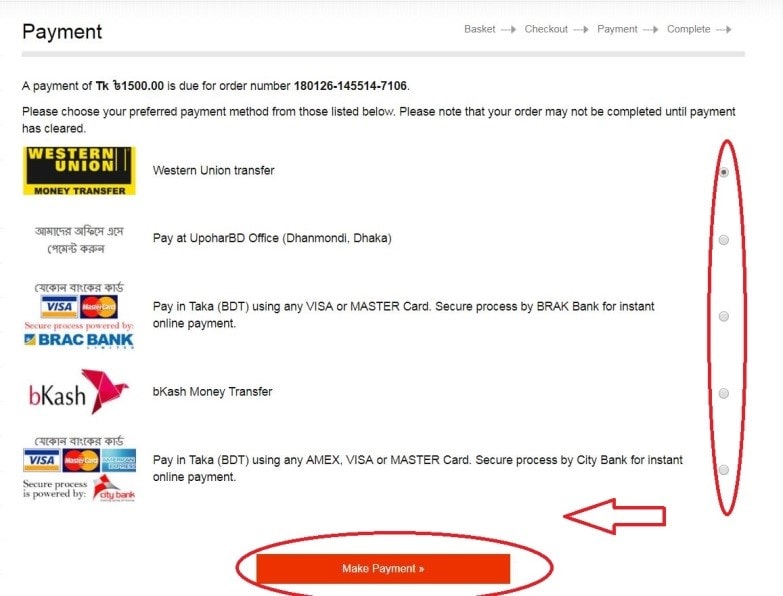 Payment
Basket
Checkout
Payment
Complete
A payment of Tk ৳1500.00 is due for order number 180126-145514-7106.
Please choose your preferred payment method from those listed below. Please note that your order may not be completed until payment
has cleared.
WESTERN
UNION
MONEY TRANSFER
Western Union transfer
আমাদের অফিসে এসে
পেমেন্ট করুন
Pay at UpoharBD Office (Dhanmondi, Dhaka)
যেকোন বাংকের কার্ড
VISA MasterCard
Secure process powered by:
BRAC BANK
LIMITED
Pay in Taka (BDT) using any VISA or MASTER Card. Secure process by BRAK Bank for instant
online payment.
bKash
bKash Money Transfer
যেকোন বাংকের কার্ড
VISA MasterCard AMERICAN EXPRESS
Secure process
is powered by:
city bank
Pay in Taka (BDT) using any AMEX, VISA or MASTER Card. Secure process by City Bank for instant
online payment.
Make Payment »